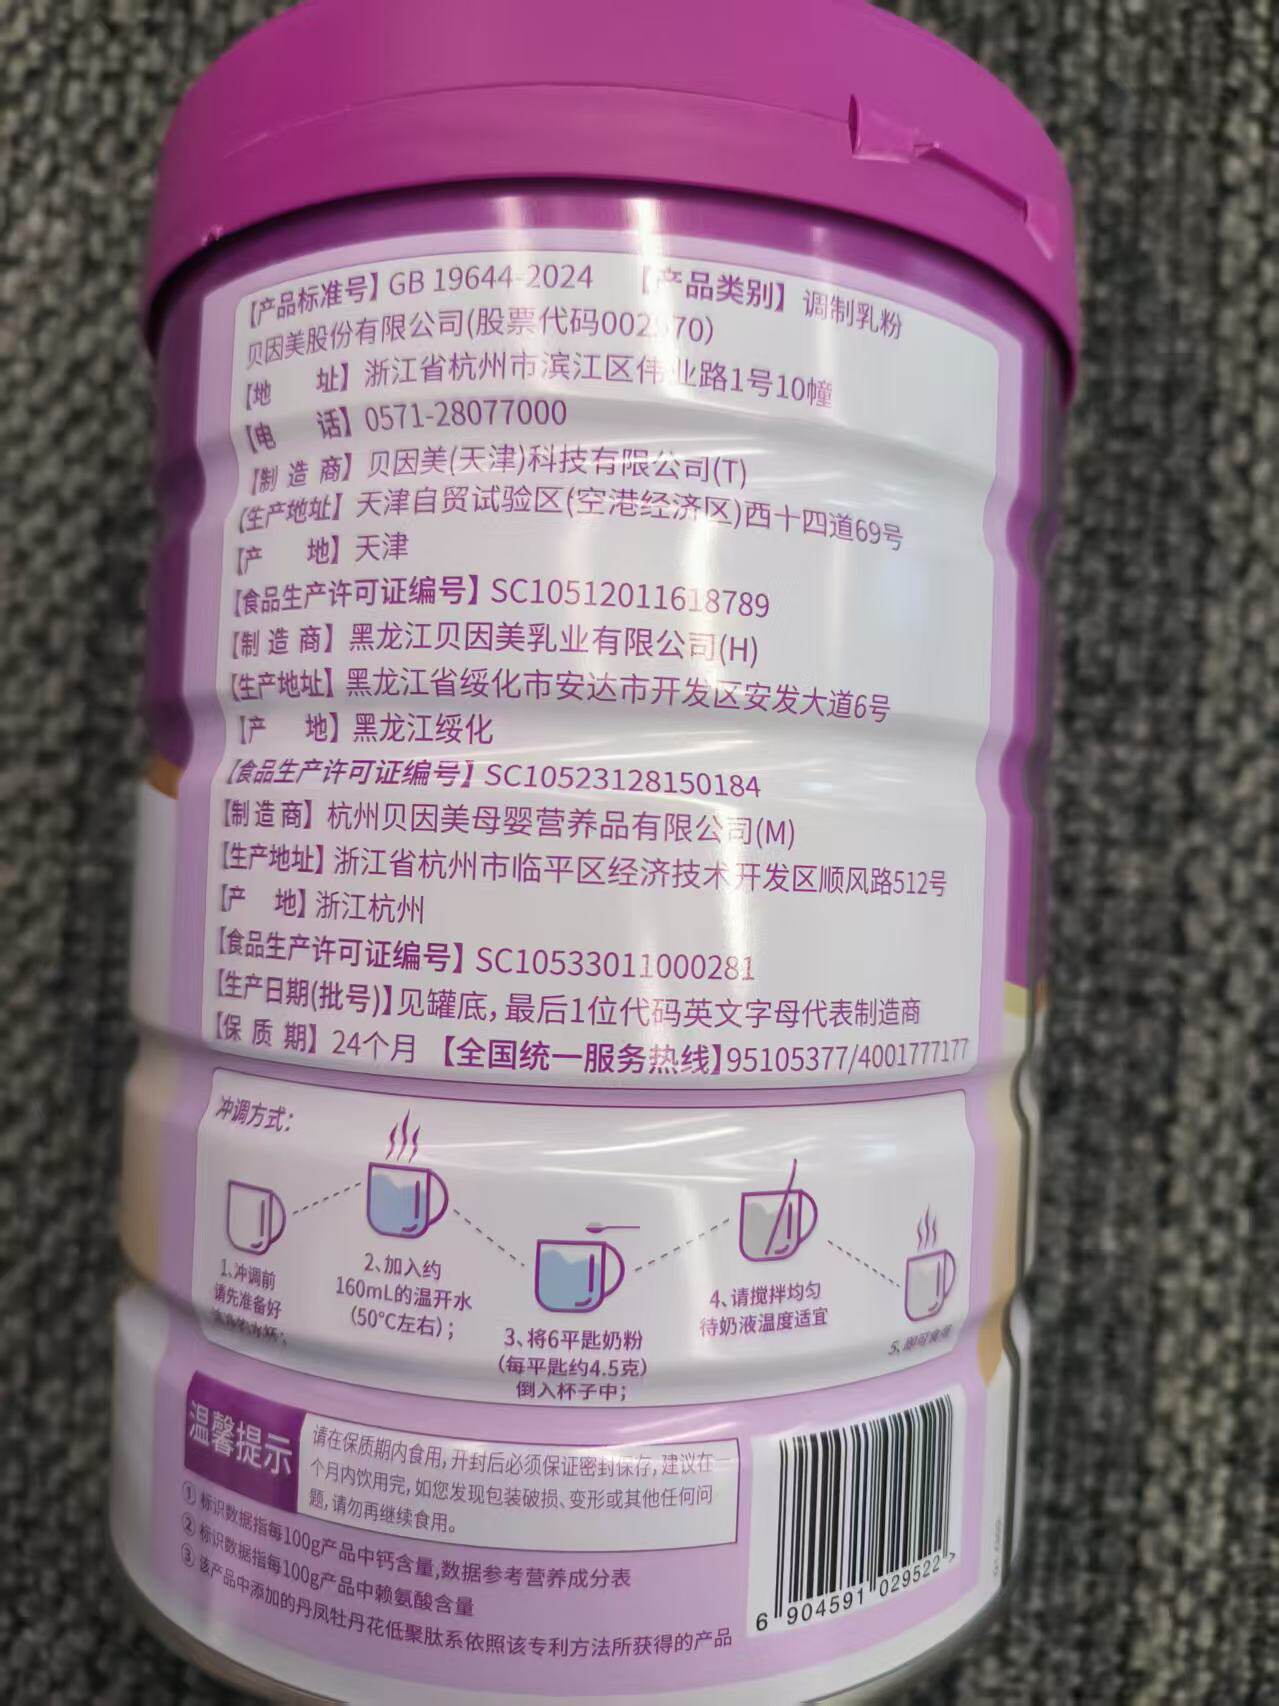 【产品标准号】GB 19644-2024 【产品类别】调制乳粉
贝因美股份有限公司(股票代码002570)
【地 址】浙江省杭州市滨江区伟业路1号10幢
【电 话】0571-28077000
【制 造 商】贝因美(天津)科技有限公司(T)
【生产地址】天津自贸试验区(空港经济区)西十四道69号
【产 地】天津
【食品生产许可证编号】SC10512011618789
【制 造 商】黑龙江贝因美乳业有限公司(H)
【生产地址】黑龙江省绥化市安达市开发区安发大道6号
【产 地】黑龙江绥化
【食品生产许可证编号】SC10523128150184
【制 造 商】杭州贝因美母婴营养品有限公司(M)
【生产地址】浙江省杭州市临平区经济技术开发区顺风路512号
【产 地】浙江杭州
【食品生产许可证编号】SC10533011000281
【生产日期(批号)】见罐底,最后1位代码英文字母代表制造商
【保 质 期】24个月 【全国统一服务热线】95105377/4001777177
冲调方式:
1、冲调前
请先准备好
2、加入约
160mL的温开水
(50℃左右);
3、将6平匙奶粉
(每平匙约4.5克)
倒入杯子中;
4、请搅拌均匀
待奶液温度适宜
5、即可食用
温馨提示
请在保质期内食用,开封后必须保证密封保存,建议在一
个月内饮用完,如您发现包装破损、变形或其他任何问
题,请勿再继续食用。
① 标识数据指每100g产品中钙含量,数据参考营养成分表
② 标识数据指每100g产品中赖氨酸含量
③ 该产品中添加的丹凤牡丹花低聚肽系依照该专利方法所获得的产品
6 904591 029522 >